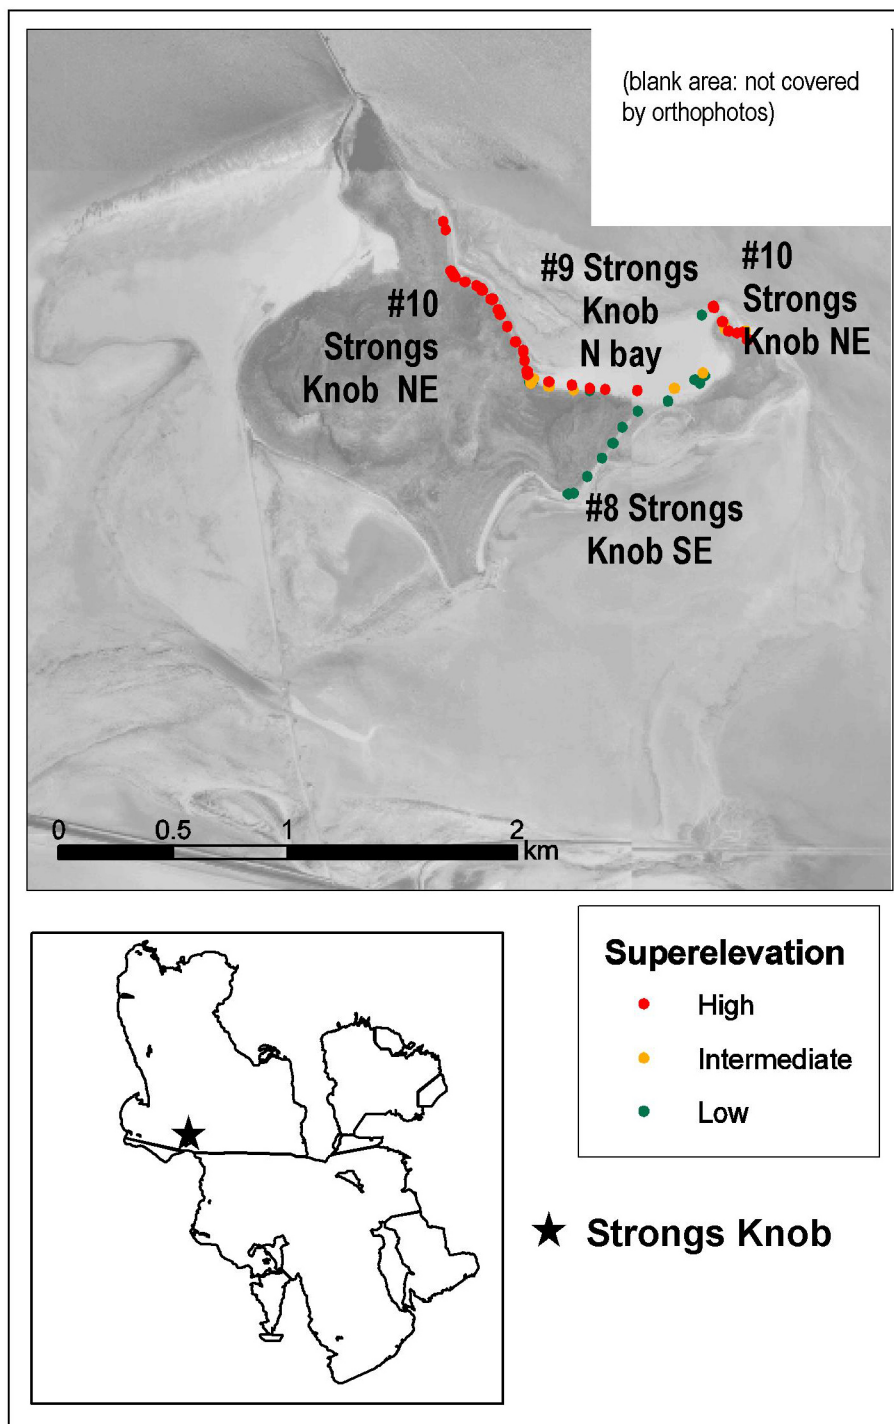 (blank area: not covered
by orthophotos)
#10
Strongs
Knob NE
#9 Strongs
Knob
N bay
#10
Strongs
Knob NE
#8 Strongs
Knob SE
0 0.5 1 2
km
Superelevation
High
Intermediate
Low
Strongs Knob